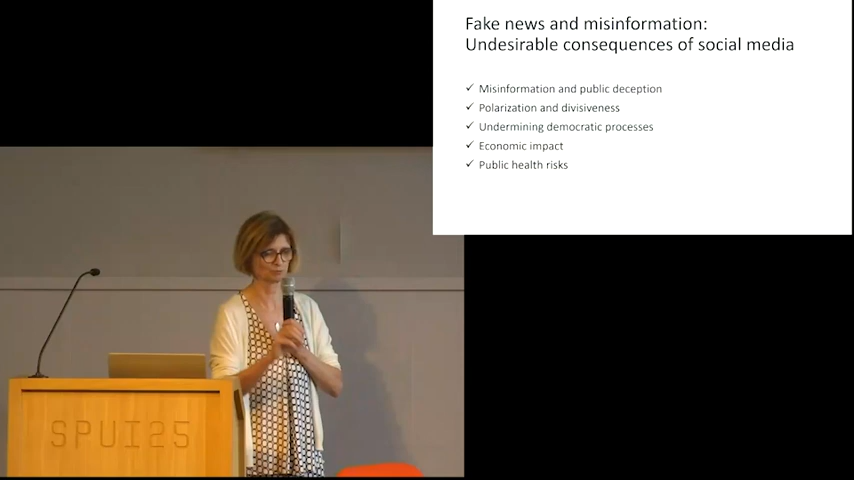 Fake news and misinformation:
Undesirable consequences of social media
✓ Misinformation and public deception
✓ Polarization and divisiveness
✓ Undermining democratic processes
✓ Economic impact
✓ Public health risks
SPUI25